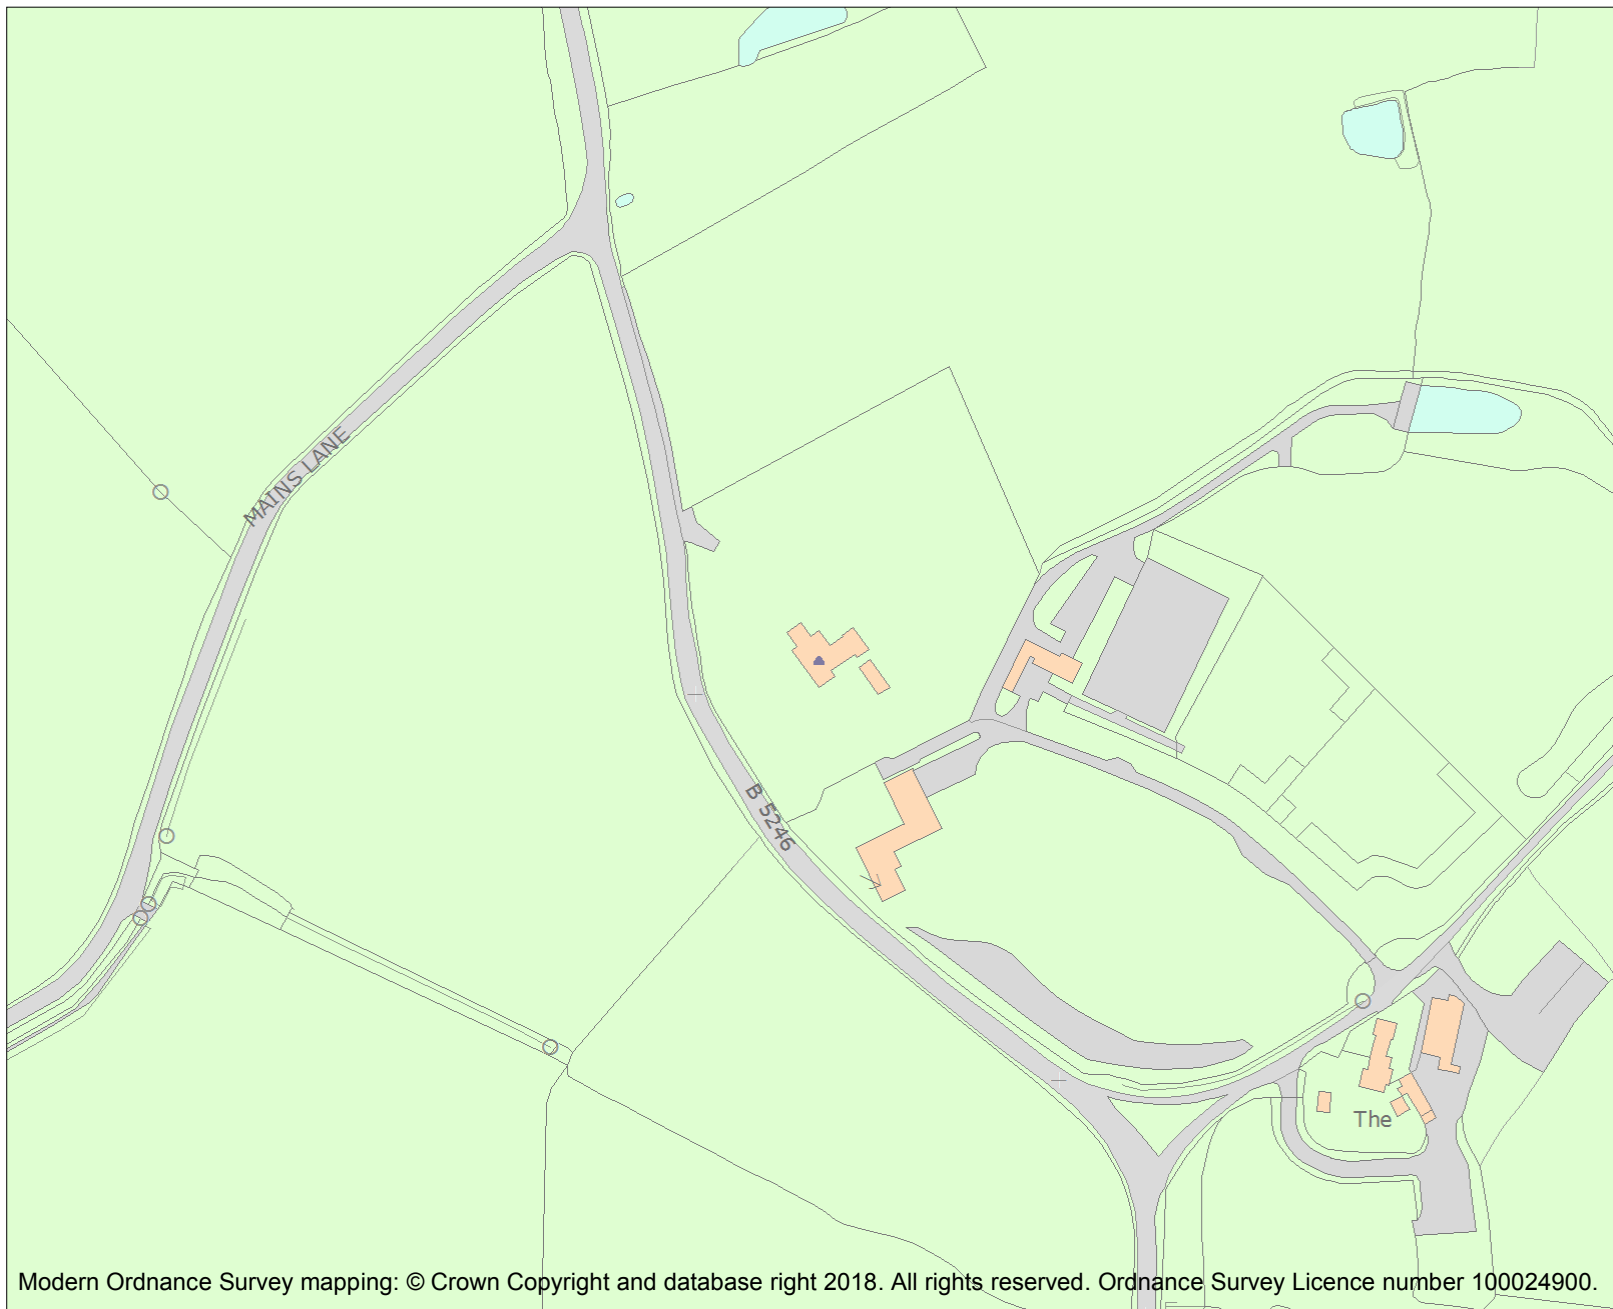 MAINS LANE
B 5246
The
Modern Ordnance Survey mapping: © Crown Copyright and database right 2018. All rights reserved. Ordnance Survey Licence number 100024900.